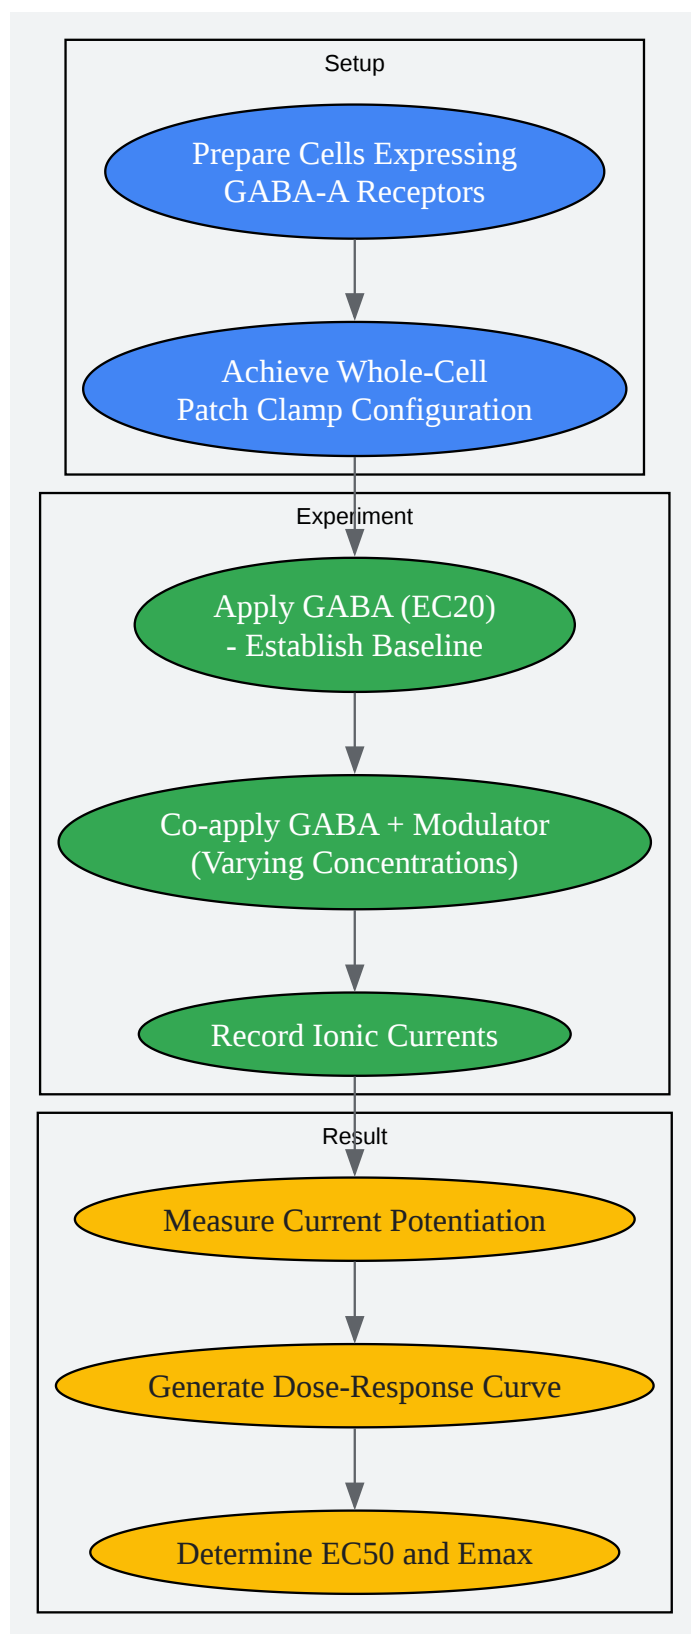 Setup
Prepare Cells Expressing
GABA-A Receptors
Achieve Whole-Cell
Patch Clamp Configuration
Experiment
Apply GABA (EC20)
- Establish Baseline
Co-apply GABA + Modulator
(Varying Concentrations)
Record Ionic Currents
Result
Measure Current Potentiation
Generate Dose-Response Curve
Determine EC50 and Emax